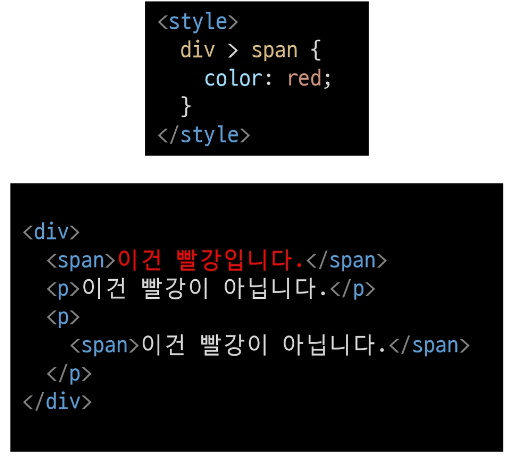 <style>
div > span {
color: red;
}
</style>
<div>
<span>이건 빨강입니다.</span>
<p>이건 빨강이 아닙니다.</p>
<p>
<span>이건 빨강이 아닙니다.</span>
</p>
</div>